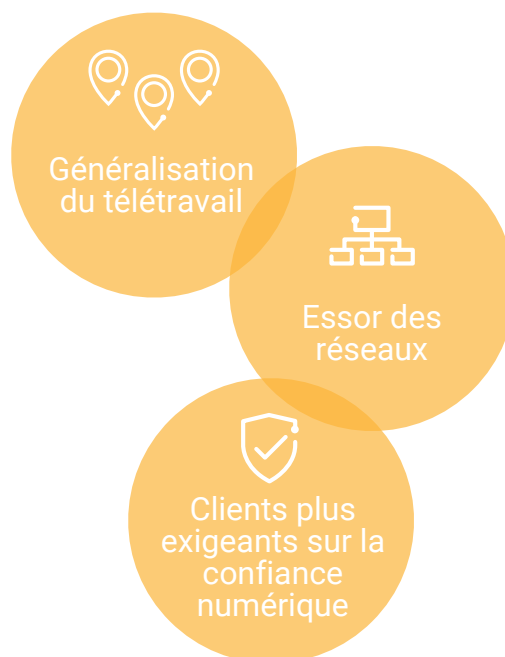 Généralisation
du télétravail
Essor des
réseaux
Clients plus
exigeants sur la
confiance
numérique